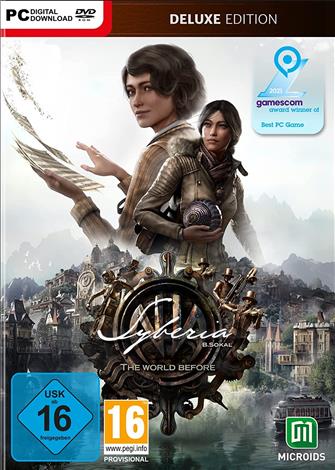 PC DIGITAL DOWNLOAD DVD ROM
DELUXE EDITION
2021
gamescom
award winner of
Best PC Game
Syberia
B.SOKAL
THE WORLD BEFORE
USK
ab
16
freigegeben
16
www.pegi.info
PROVISIONAL
MICROIDS